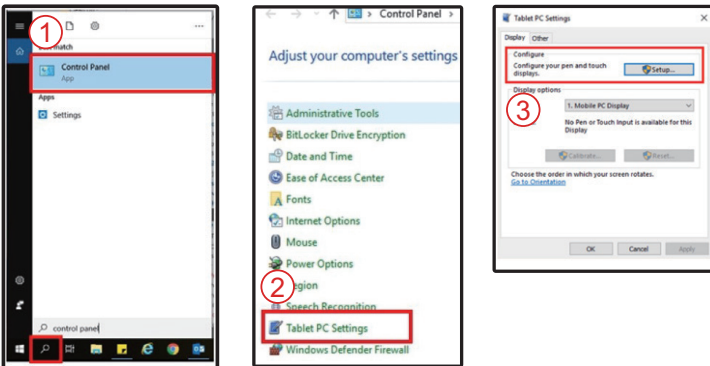 1
match
Control Panel
App
Apps
Settings
control panel
Control Panel
Adjust your computer's settings
Administrative Tools
BitLocker Drive Encryption
Date and Time
Ease of Access Center
Fonts
Internet Options
Mouse
Power Options
2
egion
Speech Recognition
Tablet PC Settings
Windows Defender Firewall
Tablet PC Settings
Display Other
Configure
Configure your pen and touch
displays.
Setup...
Display options
3
1. Mobile PC Display
No Pen or Touch Input is available for this
Display
Calibrate... Reset...
Choose the order in which your screen rotates.
Go to Orientation
OK Cancel Apply